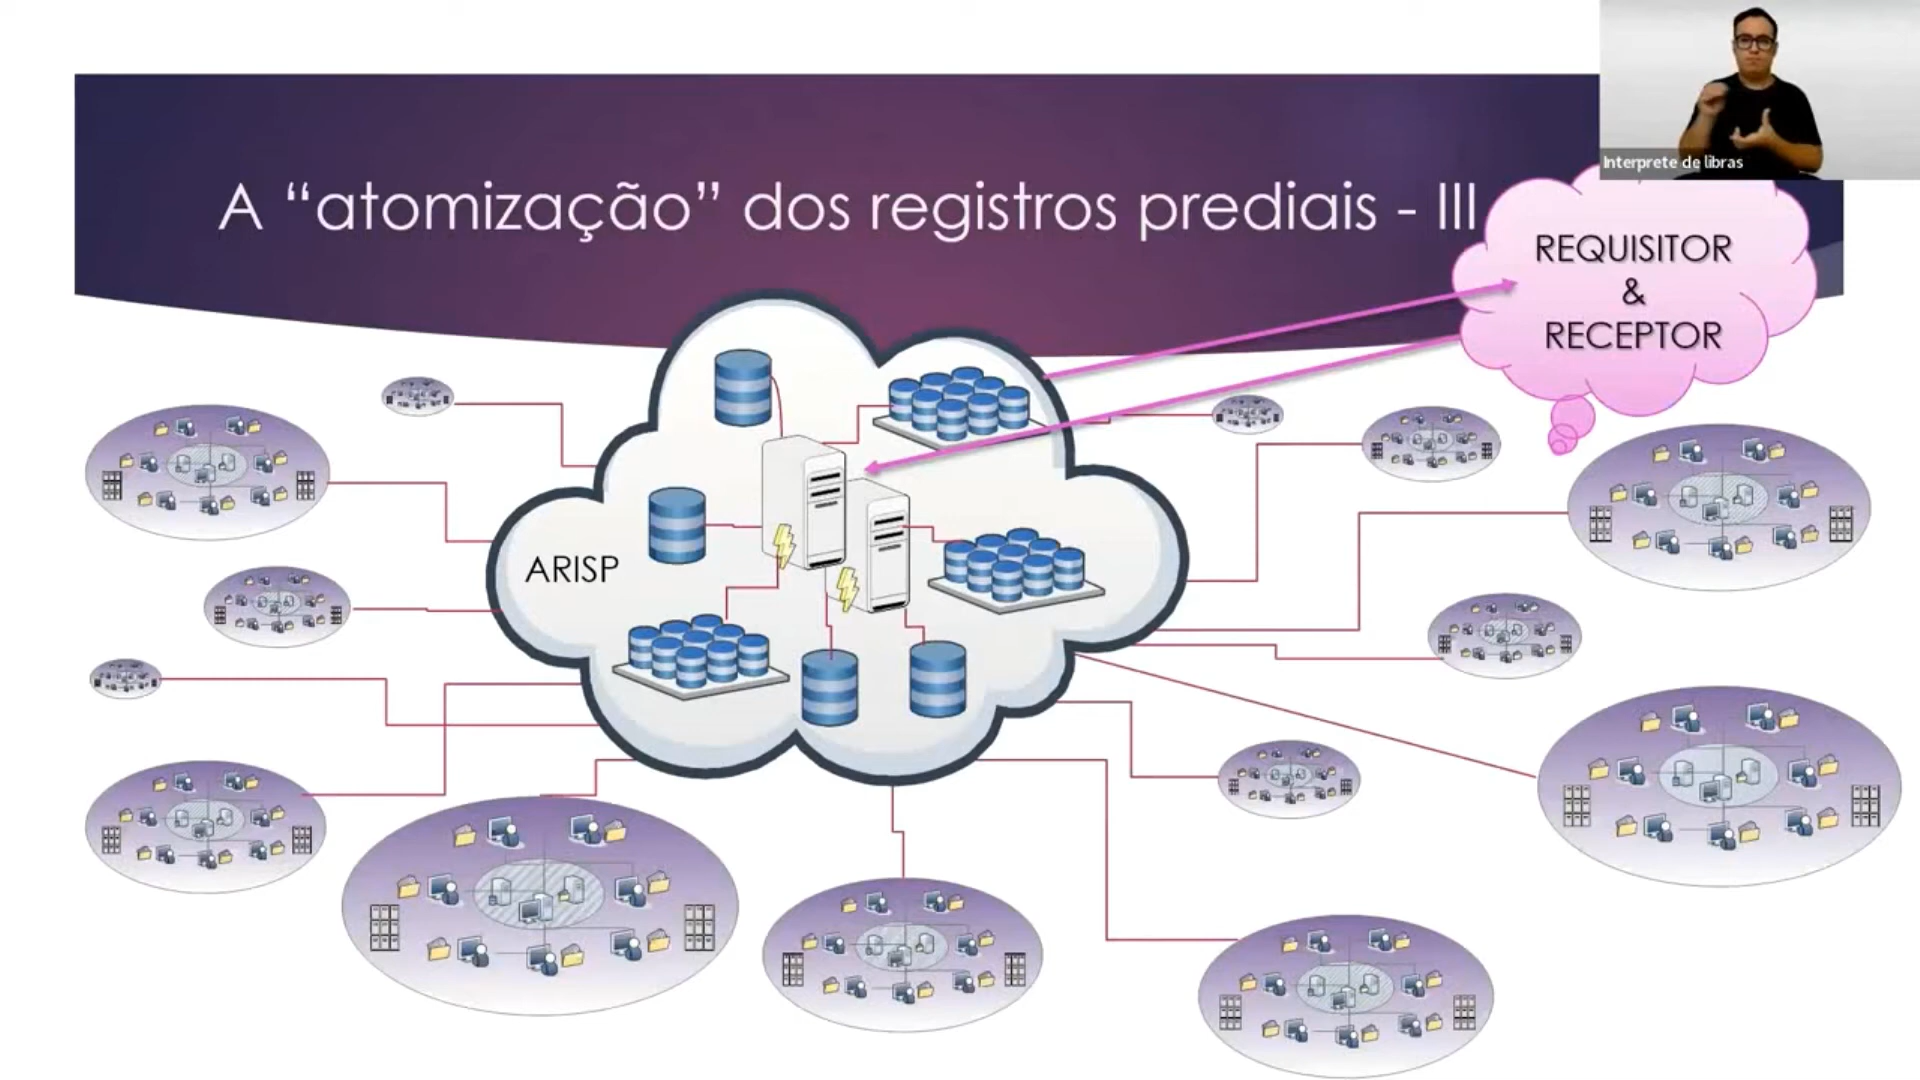 Interprete de libras
A “atomização” dos registros prediais - III
REQUISITOR
&
RECEPTOR
ARISP